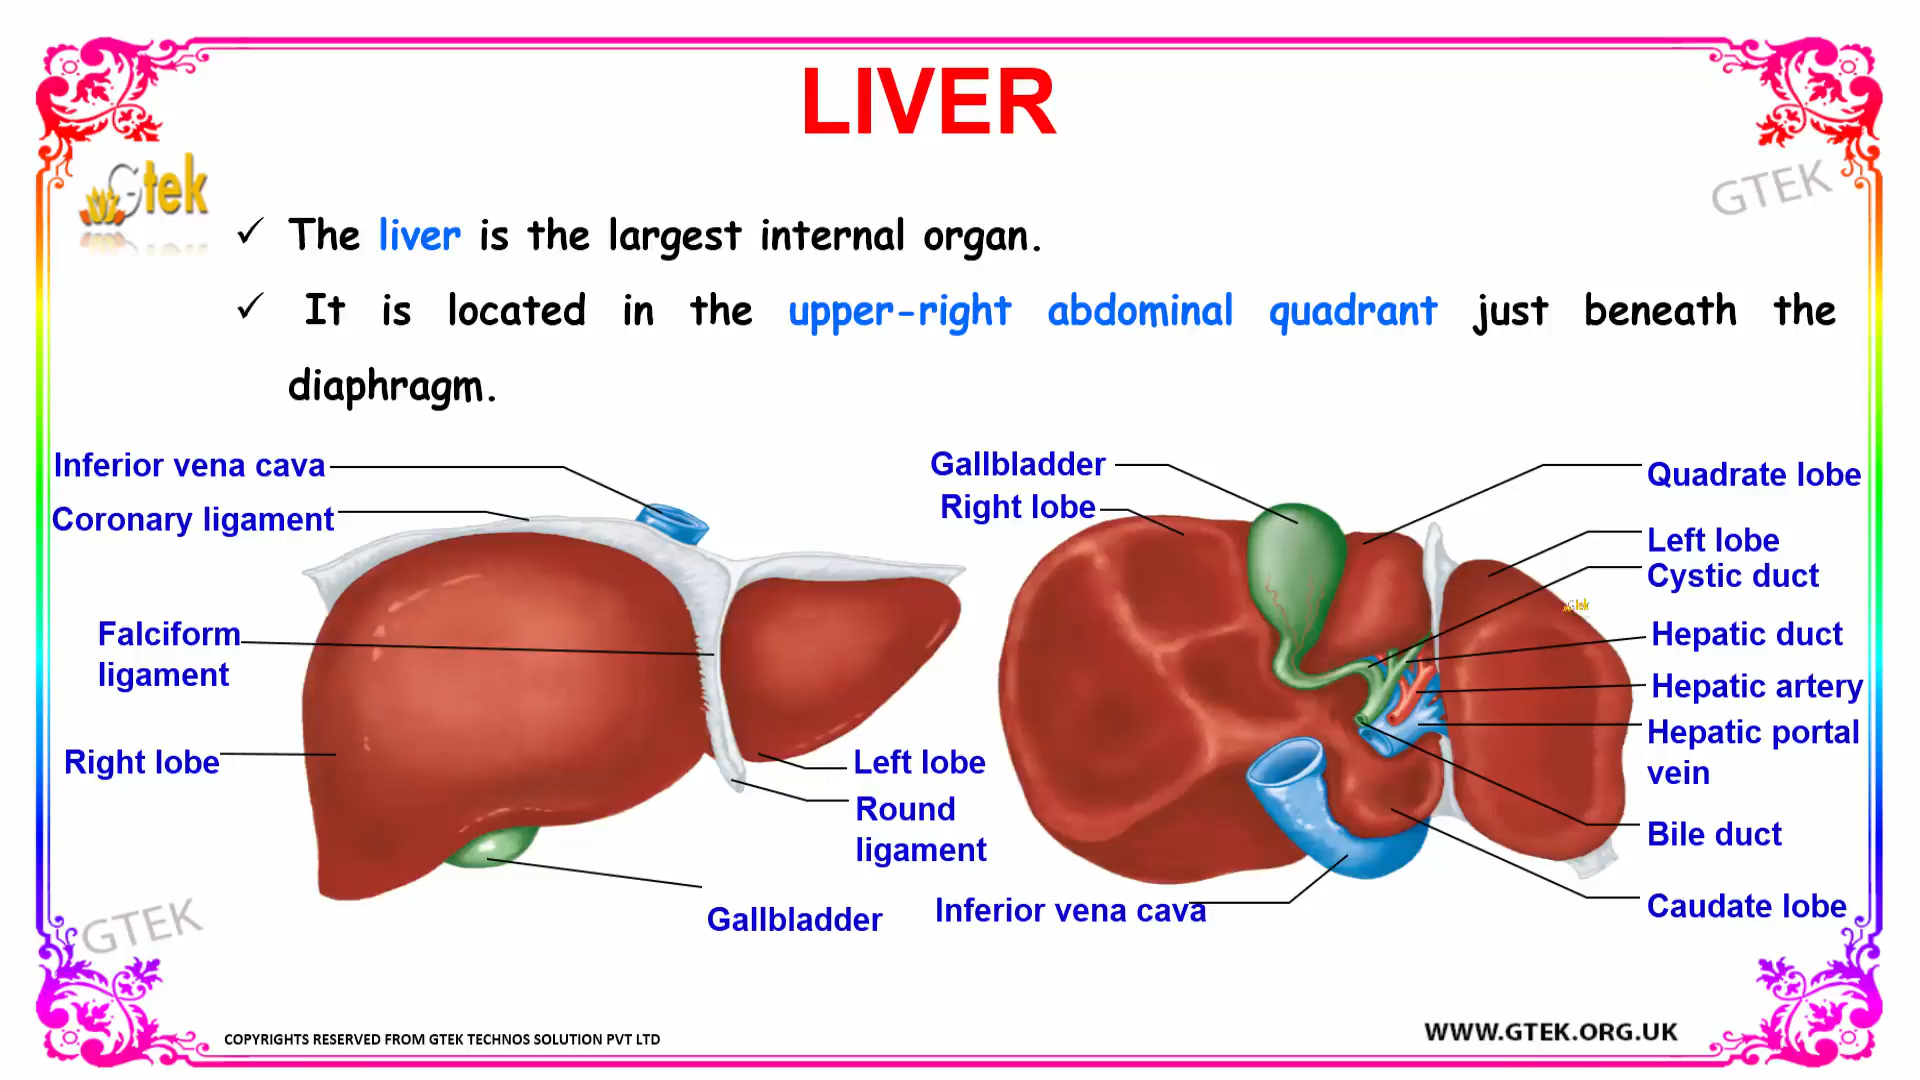 LIVER
Gtek
GTEK
✓ The liver is the largest internal organ.
✓ It is located in the upper-right abdominal quadrant just beneath the
diaphragm.
Inferior vena cava
Coronary ligament
Falciform
ligament
Right lobe
Left lobe
Round
ligament
Gallbladder
Gallbladder
Right lobe
Inferior vena cava
Quadrate lobe
Left lobe
Cystic duct
Gtek
Hepatic duct
Hepatic artery
Hepatic portal
vein
Bile duct
Caudate lobe
GTEK
COPYRIGHTS RESERVED FROM GTEK TECHNOS SOLUTION PVT LTD
WWW.GTEK.ORG.UK